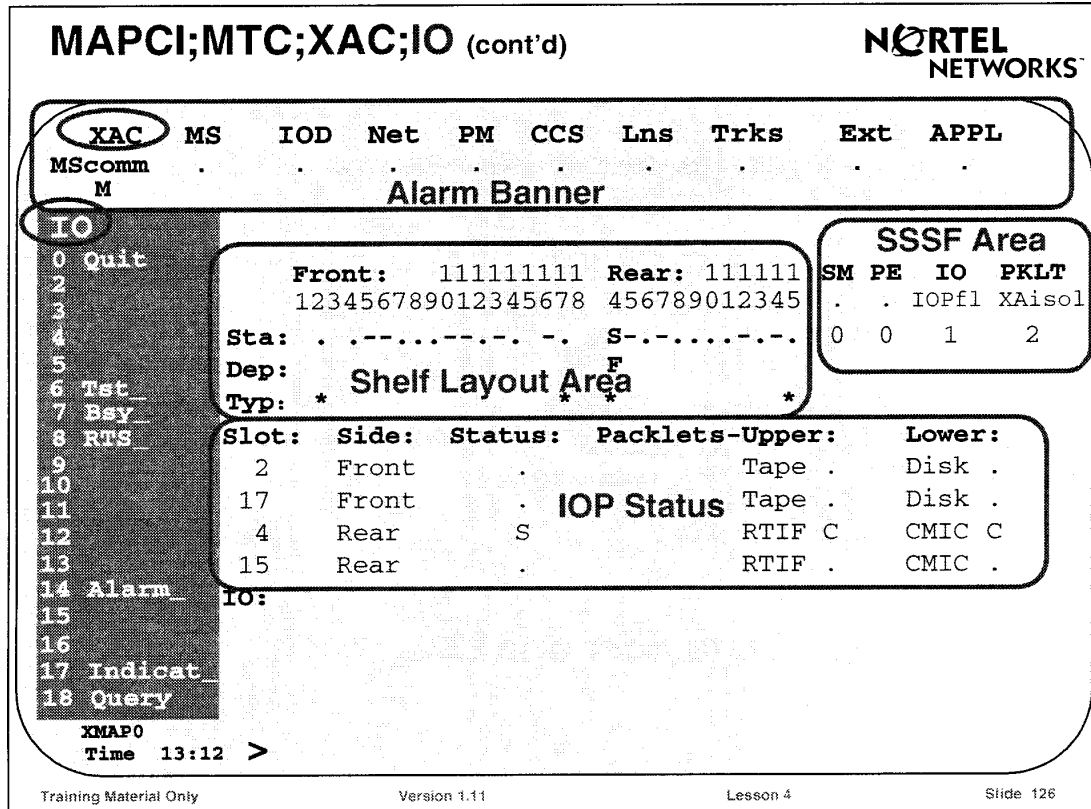 MAPCI;MTC;XAC;IO (cont'd)
NORTEL
NETWORKS
XAC MS IOD Net PM CCS Lns Trks Ext APPL
MScomm . . . . . . . . .
M
Alarm Banner
IO
0 Quit
2
3
4
5
6 Tst_
7 Bsy_
8 RTS_
9
10
11
12
13
14 Alarm_
15
16
17 Indicat_
18 Query
Front: 111111111 Rear: 111111
123456789012345678 456789012345
Sta: . .--...--.-. -. S-.-....-.-.
Dep: F
Typ: * * * *
Shelf Layout Area
SSSF Area
SM PE IO PKLT
. . IOPfl XAisol
0 0 1 2
Slot: Side: Status: Packlets-Upper: Lower:
2 Front . Tape . Disk .
17 Front . Tape . Disk .
IOP Status
4 Rear S RTIF C CMIC C
15 Rear . RTIF . CMIC .
IO:
XMAP0
Time 13:12 >
Training Material Only Version 1.11 Lesson 4 Slide 126